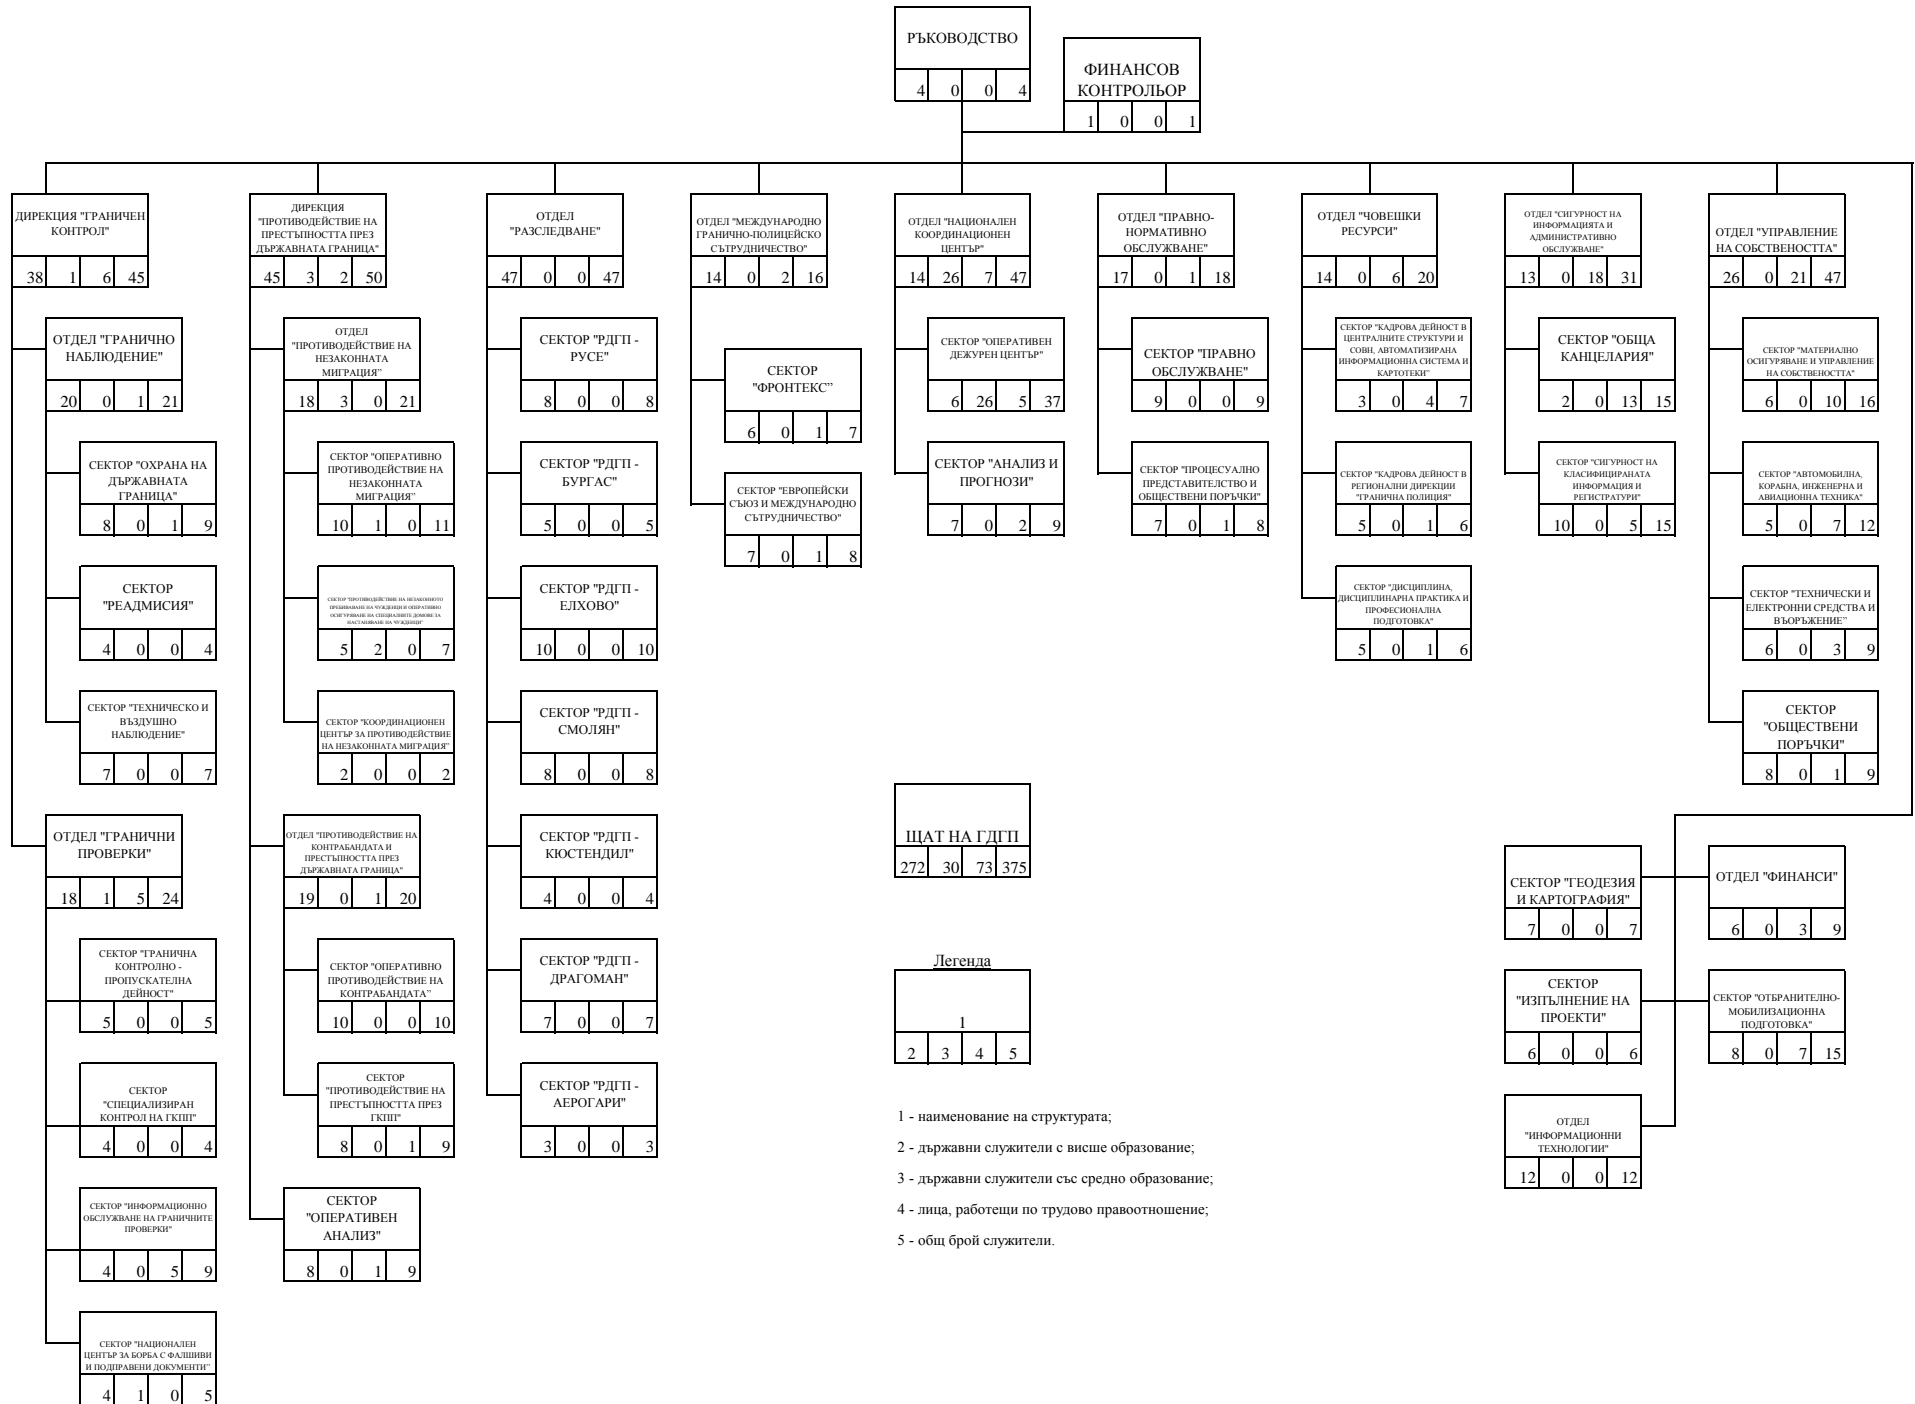 РЪКОВОДСТВО
4 0 0 4
ФИНАНСОВ
КОНТРОЛЬОР
1 0 0 1
ДИРЕКЦИЯ "ГРАНИЧЕН
КОНТРОЛ"
38 1 6 45
ДИРЕКЦИЯ
"ПРОТИВОДЕЙСТВИЕ НА
ПРЕСТЪПНОСТТА ПРЕЗ
ДЪРЖАВНАТА ГРАНИЦА"
45 3 2 50
ОТДЕЛ
"РАЗСЛЕДВАНЕ"
47 0 0 47
ОТДЕЛ "МЕЖДУНАРОДНО
ГРАНИЧНО-ПОЛИЦЕЙСКО
СЪТРУДНИЧЕСТВО"
14 0 2 16
ОТДЕЛ "НАЦИОНАЛЕН
КООРДИНАЦИОНЕН
ЦЕНТЪР"
14 26 7 47
ОТДЕЛ "ПРАВНО-
НОРМАТИВНО
ОБСЛУЖВАНЕ"
17 0 1 18
ОТДЕЛ "ЧОВЕШКИ
РЕСУРСИ"
14 0 6 20
ОТДЕЛ "СИГУРНОСТ НА
ИНФОРМАЦИЯТА И
АДМИНИСТРАТИВНО
ОБСЛУЖВАНЕ"
13 0 18 31
ОТДЕЛ "УПРАВЛЕНИЕ
НА СОБСТВЕНОСТТА"
26 0 21 47
ОТДЕЛ "ГРАНИЧНО
НАБЛЮДЕНИЕ"
20 0 1 21
СЕКТОР "ОХРАНА НА
ДЪРЖАВНАТА
ГРАНИЦА"
8 0 1 9
СЕКТОР
"РЕАДМИСИЯ"
4 0 0 4
СЕКТОР "ТЕХНИЧЕСКО И
ВЪЗДУШНО
НАБЛЮДЕНИЕ"
7 0 0 7
ОТДЕЛ "ГРАНИЧНИ
ПРОВЕРКИ"
18 1 5 24
СЕКТОР "ГРАНИЧНА
КОНТРОЛНО -
ПРОПУСКАТЕЛНА
ДЕЙНОСТ"
5 0 0 5
СЕКТОР
"СПЕЦИАЛИЗИРАН
КОНТРОЛ НА ГКПП"
4 0 0 4
СЕКТОР "ИНФОРМАЦИОННО
ОБСЛУЖВАНЕ НА ГРАНИЧНИТЕ
ПРОВЕРКИ"
4 0 5 9
СЕКТОР "НАЦИОНАЛЕН
ЦЕНТЪР ЗА БОРБА С ФАЛШИВИ
И ПОДПРАВЕНИ ДОКУМЕНТИ"
4 1 0 5
ОТДЕЛ
"ПРОТИВОДЕЙСТВИЕ НА
НЕЗАКОННАТА
МИГРАЦИЯ"
18 3 0 21
СЕКТОР "ОПЕРАТИВНО
ПРОТИВОДЕЙСТВИЕ НА
НЕЗАКОННАТА
МИГРАЦИЯ"
10 1 0 11
СЕКТОР "ПРОТИВОДЕЙСТВИЕ НА НЕЗАКОННОТО
ПРЕБИВАВАНЕ НА ЧУЖДЕНЦИ И ОПЕРАТИВНО
ОСИГУРЯВАНЕ НА СПЕЦИАЛНИТЕ ДОМОВЕ ЗА
НАСТАНЯВАНЕ НА ЧУЖДЕНЦИ"
5 2 0 7
СЕКТОР "КООРДИНАЦИОНЕН
ЦЕНТЪР ЗА ПРОТИВОДЕЙСТВИЕ
НА НЕЗАКОННАТА МИГРАЦИЯ"
2 0 0 2
ОТДЕЛ "ПРОТИВОДЕЙСТВИЕ НА
КОНТРАБАНДАТА И
ПРЕСТЪПНОСТТА ПРЕЗ
ДЪРЖАВНАТА ГРАНИЦА"
19 0 1 20
СЕКТОР "ОПЕРАТИВНО
ПРОТИВОДЕЙСТВИЕ НА
КОНТРАБАНДАТА"
10 0 0 10
СЕКТОР
"ПРОТИВОДЕЙСТВИЕ НА
ПРЕСТЪПНОСТТА ПРЕЗ
ГКПП"
8 0 1 9
СЕКТОР
"ОПЕРАТИВЕН
АНАЛИЗ"
8 0 1 9
СЕКТОР "РДГП -
РУСЕ"
8 0 0 8
СЕКТОР "РДГП -
БУРГАС"
5 0 0 5
СЕКТОР "РДГП -
ЕЛХОВО"
10 0 0 10
СЕКТОР "РДГП -
СМОЛЯН"
8 0 0 8
СЕКТОР "РДГП -
КЮСТЕНДИЛ"
4 0 0 4
СЕКТОР "РДГП -
ДРАГОМАН"
7 0 0 7
СЕКТОР "РДГП -
АЕРОГАРИ"
3 0 0 3
СЕКТОР
"ФРОНТЕКС"
6 0 1 7
СЕКТОР "ЕВРОПЕЙСКИ
СЪЮЗ И МЕЖДУНАРОДНО
СЪТРУДНИЧЕСТВО"
7 0 1 8
СЕКТОР "ОПЕРАТИВЕН
ДЕЖУРЕН ЦЕНТЪР"
6 26 5 37
СЕКТОР "АНАЛИЗ И
ПРОГНОЗИ"
7 0 2 9
СЕКТОР "ПРАВНО
ОБСЛУЖВАНЕ"
9 0 0 9
СЕКТОР "ПРОЦЕСУАЛНО
ПРЕДСТАВИТЕЛСТВО И
ОБЩЕСТВЕНИ ПОРЪЧКИ"
7 0 1 8
СЕКТОР "КАДРОВА ДЕЙНОСТ В
ЦЕНТРАЛНИТЕ СТРУКТУРИ И
СОВН, АВТОМАТИЗИРАНА
ИНФОРМАЦИОННА СИСТЕМА И
КАРТОТЕКИ"
3 0 4 7
СЕКТОР "КАДРОВА ДЕЙНОСТ В
РЕГИОНАЛНИ ДИРЕКЦИИ
"ГРАНИЧНА ПОЛИЦИЯ"
5 0 1 6
СЕКТОР "ДИСЦИПЛИНА,
ДИСЦИПЛИНАРНА ПРАКТИКА И
ПРОФЕСИОНАЛНА
ПОДГОТОВКА"
5 0 1 6
СЕКТОР "ОБЩА
КАНЦЕЛАРИЯ"
2 0 13 15
СЕКТОР "СИГУРНОСТ НА
КЛАСИФИЦИРАНАТА
ИНФОРМАЦИЯ И
РЕГИСТРАТУРИ"
10 0 5 15
СЕКТОР "МАТЕРИАЛНО
ОСИГУРЯВАНЕ И УПРАВЛЕНИЕ
НА СОБСТВЕНОСТТА"
6 0 10 16
СЕКТОР "АВТОМОБИЛНА,
КОРАБНА, ИНЖЕНЕРНА И
АВИАЦИОННА ТЕХНИКА"
5 0 7 12
СЕКТОР "ТЕХНИЧЕСКИ И
ЕЛЕКТРОННИ СРЕДСТВА И
ВЪОРЪЖЕНИЕ"
6 0 3 9
СЕКТОР
"ОБЩЕСТВЕНИ
ПОРЪЧКИ"
8 0 1 9
ЩАТ НА ГДГП
272 30 73 375
Легенда
1
2 3 4 5
1 - наименование на структурата;
2 - държавни служители с висше образование;
3 - държавни служители със средно образование;
4 - лица, работещи по трудово правоотношение;
5 - общ брой служители.
СЕКТОР "ГЕОДЕЗИЯ
И КАРТОГРАФИЯ"
7 0 0 7
ОТДЕЛ "ФИНАНСИ"
6 0 3 9
СЕКТОР
"ИЗПЪЛНЕНИЕ НА
ПРОЕКТИ"
6 0 0 6
СЕКТОР "ОТБРАНИТЕЛНО-
МОБИЛИЗАЦИОННА
ПОДГОТОВКА"
8 0 7 15
ОТДЕЛ
"ИНФОРМАЦИОННИ
ТЕХНОЛОГИИ"
12 0 0 12